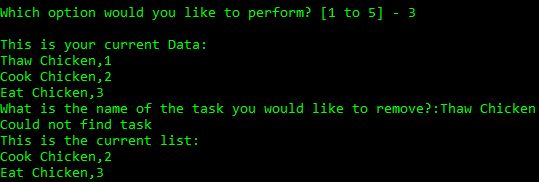 Which option would you like to perform? [1 to 5] - 3
This is your current Data:
Thaw Chicken,1
Cook Chicken,2
Eat Chicken,3
What is the name of the task you would like to remove?:Thaw Chicken
Could not find task
This is the current list:
Cook Chicken,2
Eat Chicken,3